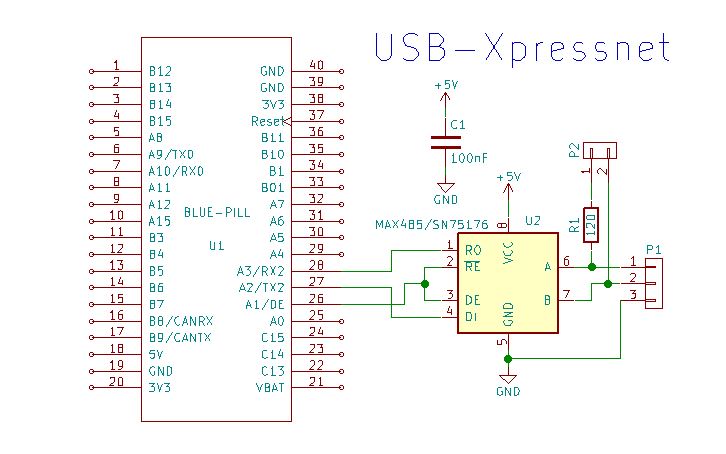 USB-Xpressnet
1 B12 GND 40
2 B13 GND 39
3 B14 3V3 38
4 B15 Reset 37
5 A8 B11 36
6 A9/TXD B10 35
7 A10/RXD B1 34
8 A11 BO1 33
9 A12 A7 32
10 A15 A6 31
11 B3 A5 30
12 B4 A4 29
13 B5 A3/RX2 28
14 B6 A2/TX2 27
15 B7 A1/DE 26
16 B8/CANRX A0 25
17 B9/CANTX C15 24
18 5V C14 23
19 GND C13 22
20 3V3 VBAT 21
BLUE-PILL
U1
+5V
C1
100nF
GND
+5V
MAX485/SN75176
U2
8
VCC
1 RO
2 RE
3 DE
4 DI
A 6
B 7
GND
5
GND
P2
1 2
R1
120
P1
1
2
3